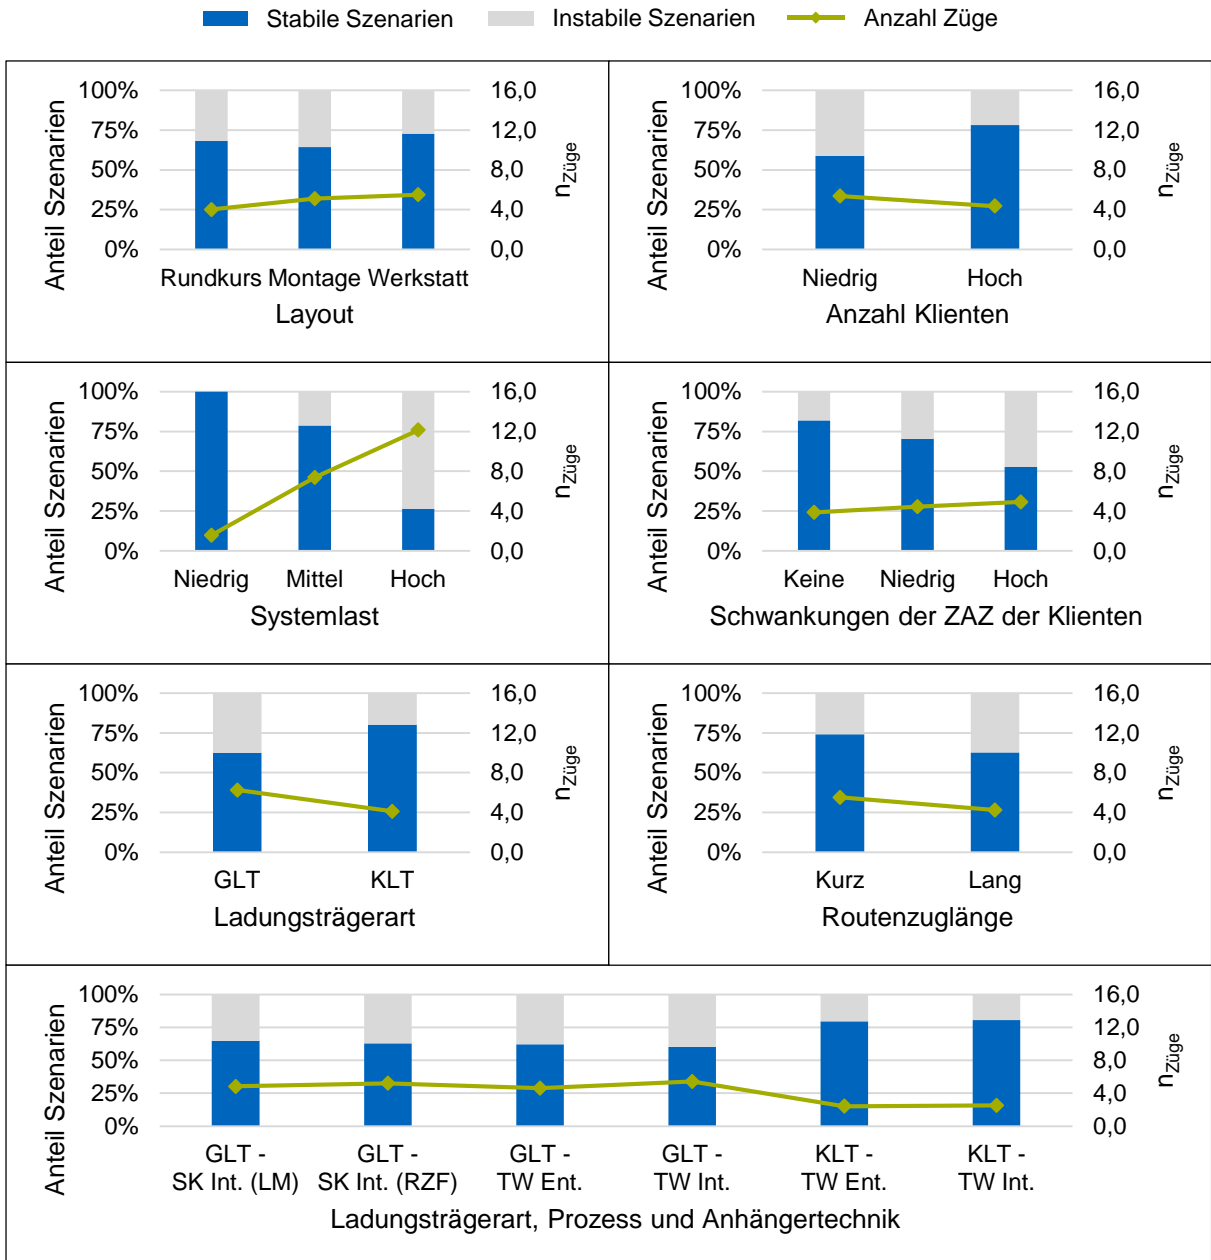 Stabile Szenarien Instabile Szenarien Anzahl Züge
Anteil Szenarien
100%
75%
50%
25%
0%
16,0
12,0
8,0
4,0
0,0
nZüge
Rundkurs Montage Werkstatt
Layout
Anteil Szenarien
100%
75%
50%
25%
0%
16,0
12,0
8,0
4,0
0,0
nZüge
Niedrig Hoch
Anzahl Klienten
Anteil Szenarien
100%
75%
50%
25%
0%
16,0
12,0
8,0
4,0
0,0
nZüge
Niedrig Mittel Hoch
Systemlast
Anteil Szenarien
100%
75%
50%
25%
0%
16,0
12,0
8,0
4,0
0,0
nZüge
Keine Niedrig Hoch
Schwankungen der ZAZ der Klienten
Anteil Szenarien
100%
75%
50%
25%
0%
16,0
12,0
8,0
4,0
0,0
nZüge
GLT KLT
Ladungsträgerart
Anteil Szenarien
100%
75%
50%
25%
0%
16,0
12,0
8,0
4,0
0,0
nZüge
Kurz Lang
Routenzuglänge
Anteil Szenarien
100%
75%
50%
25%
0%
16,0
12,0
8,0
4,0
0,0
nZüge
GLT - GLT - GLT - GLT - KLT - KLT -
SK Int. (LM) SK Int. (RZF) TW Ent. TW Int. TW Ent. TW Int.
Ladungsträgerart, Prozess und Anhängertechnik